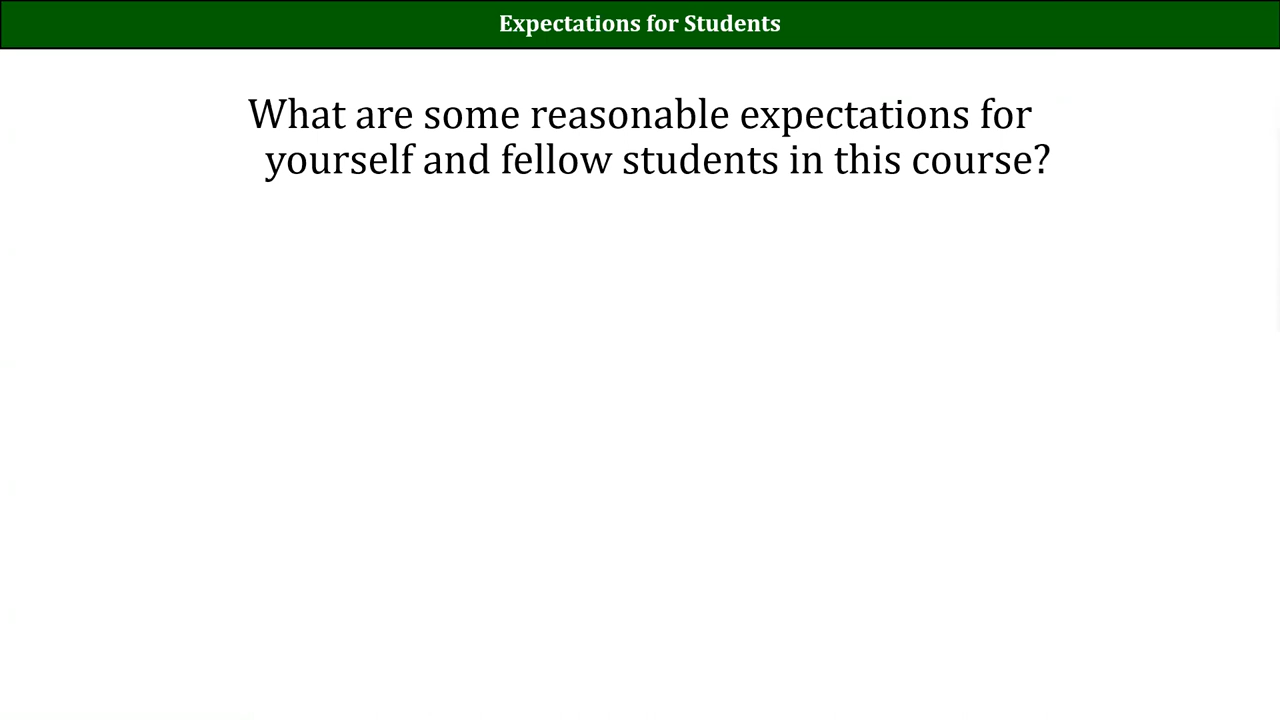 Expectations for Students
What are some reasonable expectations for
yourself and fellow students in this course?